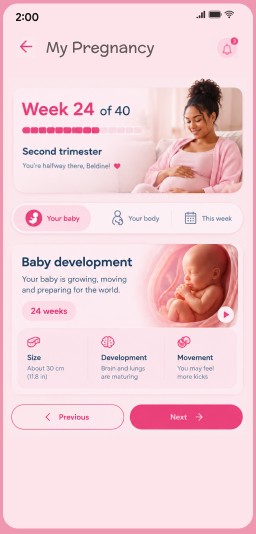 2:00
My Pregnancy
2
Week 24 of 40
Second trimester
You're halfway there, Beldine!
Your baby
Your body
This week
Baby development
Your baby is growing, moving
and preparing for the world.
24 weeks
Size
About 30 cm
(11.8 in)
Development
Brain and lungs
are maturing
Movement
You may feel
more kicks
Previous
Next